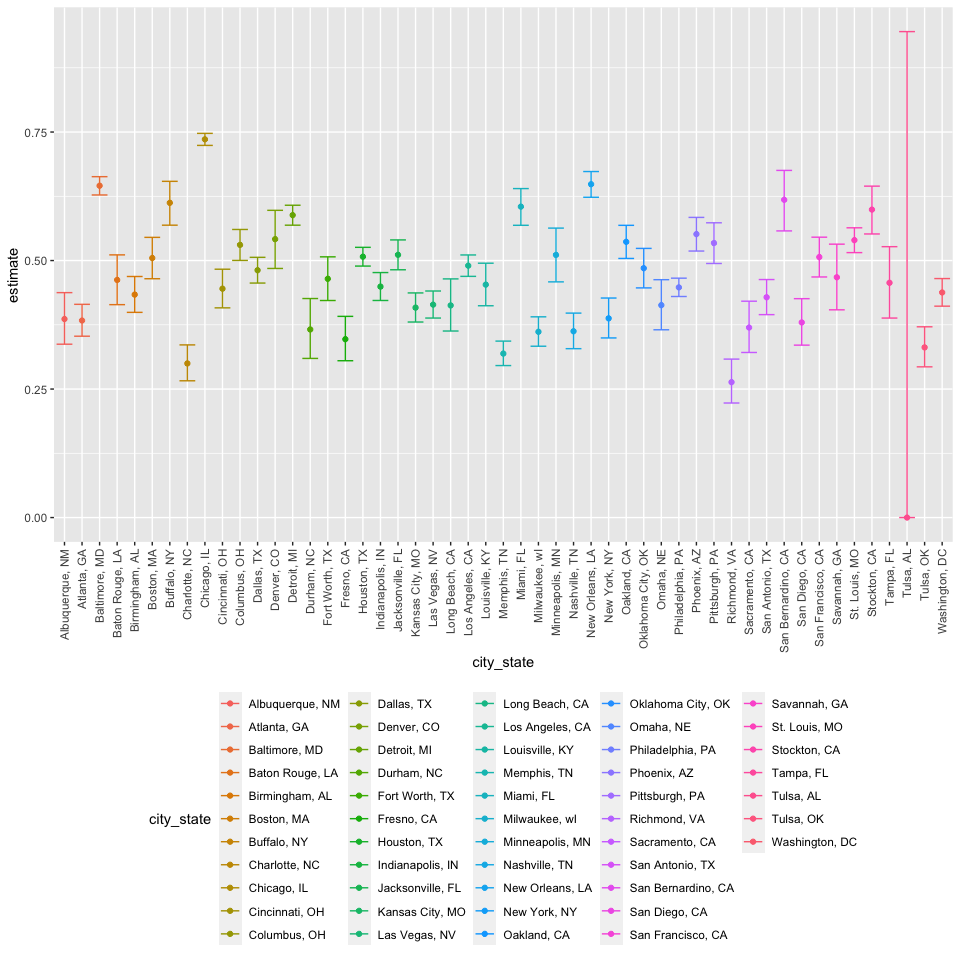 0.75
0.50
0.25
0.00
estimate
Albuquerque, NM
Atlanta, GA
Baltimore, MD
Baton Rouge, LA
Birmingham, AL
Boston, MA
Buffalo, NY
Charlotte, NC
Chicago, IL
Cincinnati, OH
Columbus, OH
Dallas, TX
Denver, CO
Detroit, MI
Durham, NC
Fort Worth, TX
Fresno, CA
Houston, TX
Indianapolis, IN
Jacksonville, FL
Kansas City, MO
Las Vegas, NV
Long Beach, CA
Los Angeles, CA
Louisville, KY
Memphis, TN
Miami, FL
Milwaukee, wI
Minneapolis, MN
Nashville, TN
New Orleans, LA
New York, NY
Oakland, CA
Oklahoma City, OK
Omaha, NE
Philadelphia, PA
Phoenix, AZ
Pittsburgh, PA
Richmond, VA
Sacramento, CA
San Antonio, TX
San Bernardino, CA
San Diego, CA
San Francisco, CA
Savannah, GA
St. Louis, MO
Stockton, CA
Tampa, FL
Tulsa, AL
Tulsa, OK
Washington, DC
city_state
city_state
Albuquerque, NM
Atlanta, GA
Baltimore, MD
Baton Rouge, LA
Birmingham, AL
Boston, MA
Buffalo, NY
Charlotte, NC
Chicago, IL
Cincinnati, OH
Columbus, OH
Dallas, TX
Denver, CO
Detroit, MI
Durham, NC
Fort Worth, TX
Fresno, CA
Houston, TX
Indianapolis, IN
Jacksonville, FL
Kansas City, MO
Las Vegas, NV
Long Beach, CA
Los Angeles, CA
Louisville, KY
Memphis, TN
Miami, FL
Milwaukee, wI
Minneapolis, MN
Nashville, TN
New Orleans, LA
New York, NY
Oakland, CA
Oklahoma City, OK
Omaha, NE
Philadelphia, PA
Phoenix, AZ
Pittsburgh, PA
Richmond, VA
Sacramento, CA
San Antonio, TX
San Bernardino, CA
San Diego, CA
San Francisco, CA
Savannah, GA
St. Louis, MO
Stockton, CA
Tampa, FL
Tulsa, AL
Tulsa, OK
Washington, DC